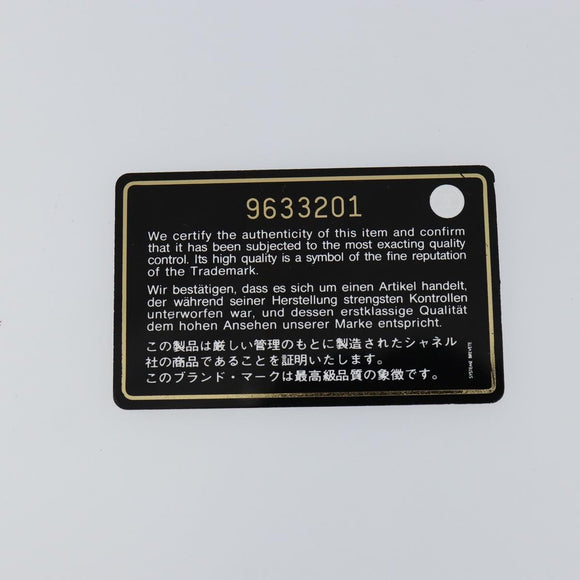 9633201
We certify the authenticity of this item and confirm
that it has been subjected to the most exacting quality
control. Its high quality is a symbol of the fine reputation
of the Trademark.
Wir bestätigen, dass es sich um einen Artikel handelt,
der während seiner Herstellung strengsten Kontrollen
unterworfen war, und dessen erstklassige Qualität
dem hohen Ansehen unserer Marke entspricht.
この製品は厳しい管理のもとに製造されたシャネル
社の商品であることを証明いたします。
このブランド・マークは最高級品質の象徴です。
SYSTEME BREVETE